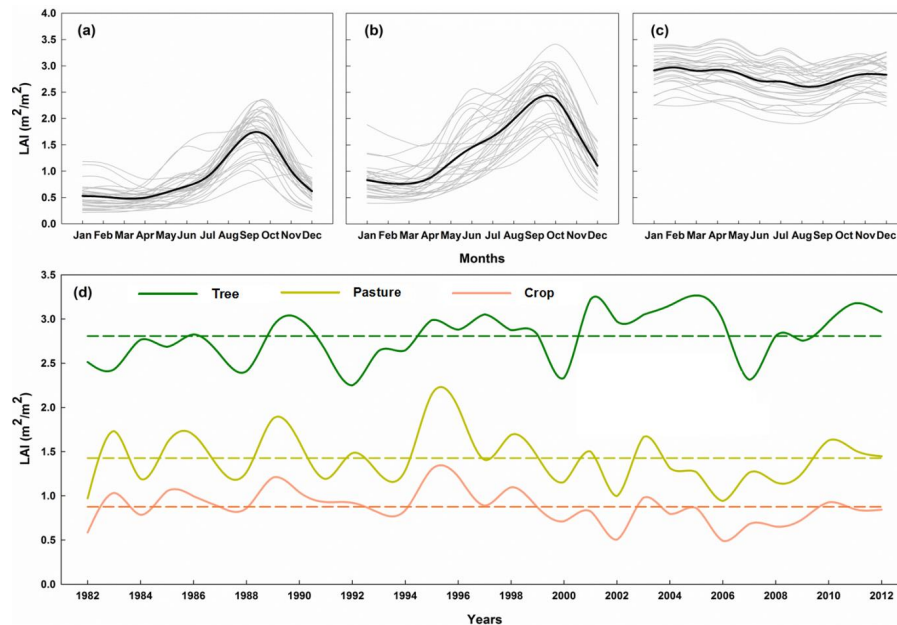 (a) (b) (c)
LAI (m²/m²)
4.0
3.5
3.0
2.5
2.0
1.5
1.0
0.5
0.0
Jan Feb Mar Apr May Jun Jul Aug Sep Oct Nov Dec
Jan Feb Mar Apr May Jun Jul Aug Sep Oct Nov Dec
Jan Feb Mar Apr May Jun Jul Aug Sep Oct Nov Dec
Months
(d) Tree Pasture Crop
LAI (m²/m²)
3.5
3.0
2.5
2.0
1.5
1.0
0.5
0.0
1982 1984 1986 1988 1990 1992 1994 1996 1998 2000 2002 2004 2006 2008 2010 2012
Years